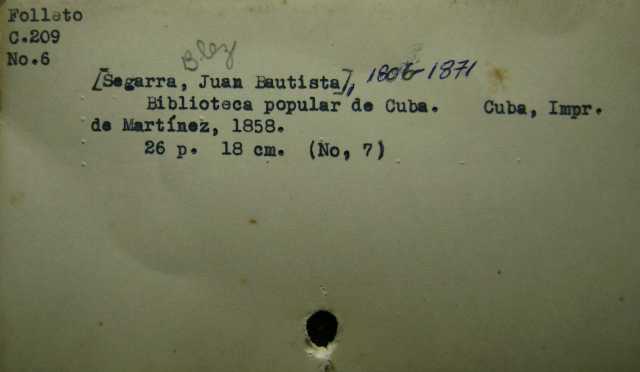 Folleto
C.209
No.6
Blez
[Segarra, Juan Bautista], 1806-1871
Biblioteca popular de Cuba. Cuba, Impr.
de Martínez, 1858.
26 p. 18 cm. (No, 7)